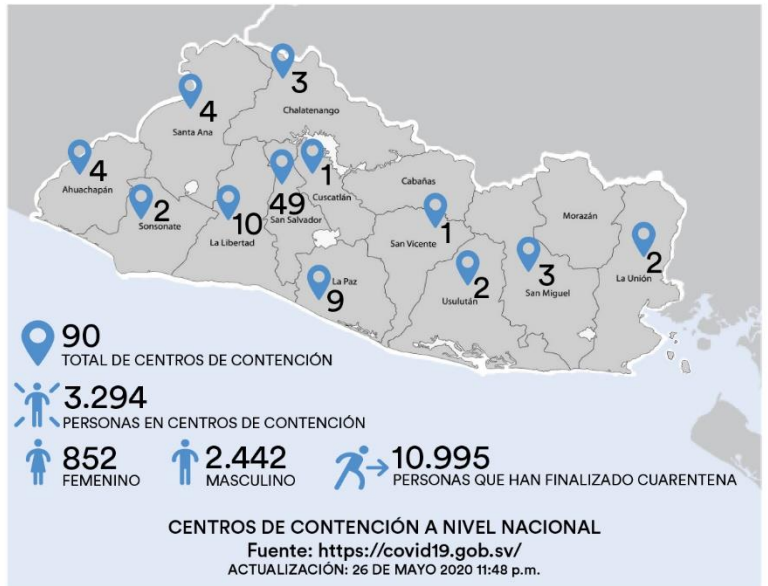 3
Chalatenango
4
Santa Ana
4
Ahuachapán
2
Sonsonate
10
La Libertad
49
San Salvador
1
Cuscatlán
Cabañas
1
San Vicente
9
La Paz
2
Usulután
3
San Miguel
Morazán
2
La Unión
90
TOTAL DE CENTROS DE CONTENCIÓN
3.294
PERSONAS EN CENTROS DE CONTENCIÓN
852
FEMENINO
2.442
MASCULINO
10.995
PERSONAS QUE HAN FINALIZADO CUARENTENA
CENTROS DE CONTENCIÓN A NIVEL NACIONAL
Fuente: https://covid19.gob.sv/
ACTUALIZACIÓN: 26 DE MAYO 2020 11:48 p.m.